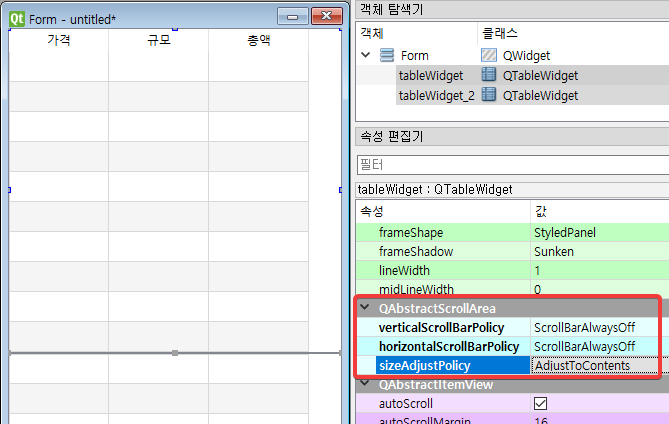 Qt Form - untitled*
가격 규모 총액
객체 탐색기
객체 클래스
Form QWidget
tableWidget QTableWidget
tableWidget_2 QTableWidget
속성 편집기
필터
tableWidget : QTableWidget
속성 값
frameShape StyledPanel
frameShadow Sunken
lineWidth 1
midLineWidth 0
QAbstractScrollArea
verticalScrollBarPolicy ScrollBarAlwaysOff
horizontalScrollBarPolicy ScrollBarAlwaysOff
sizeAdjustPolicy AdjustToContents
QAbstractItemView
autoScroll
autoScrollMargin 16